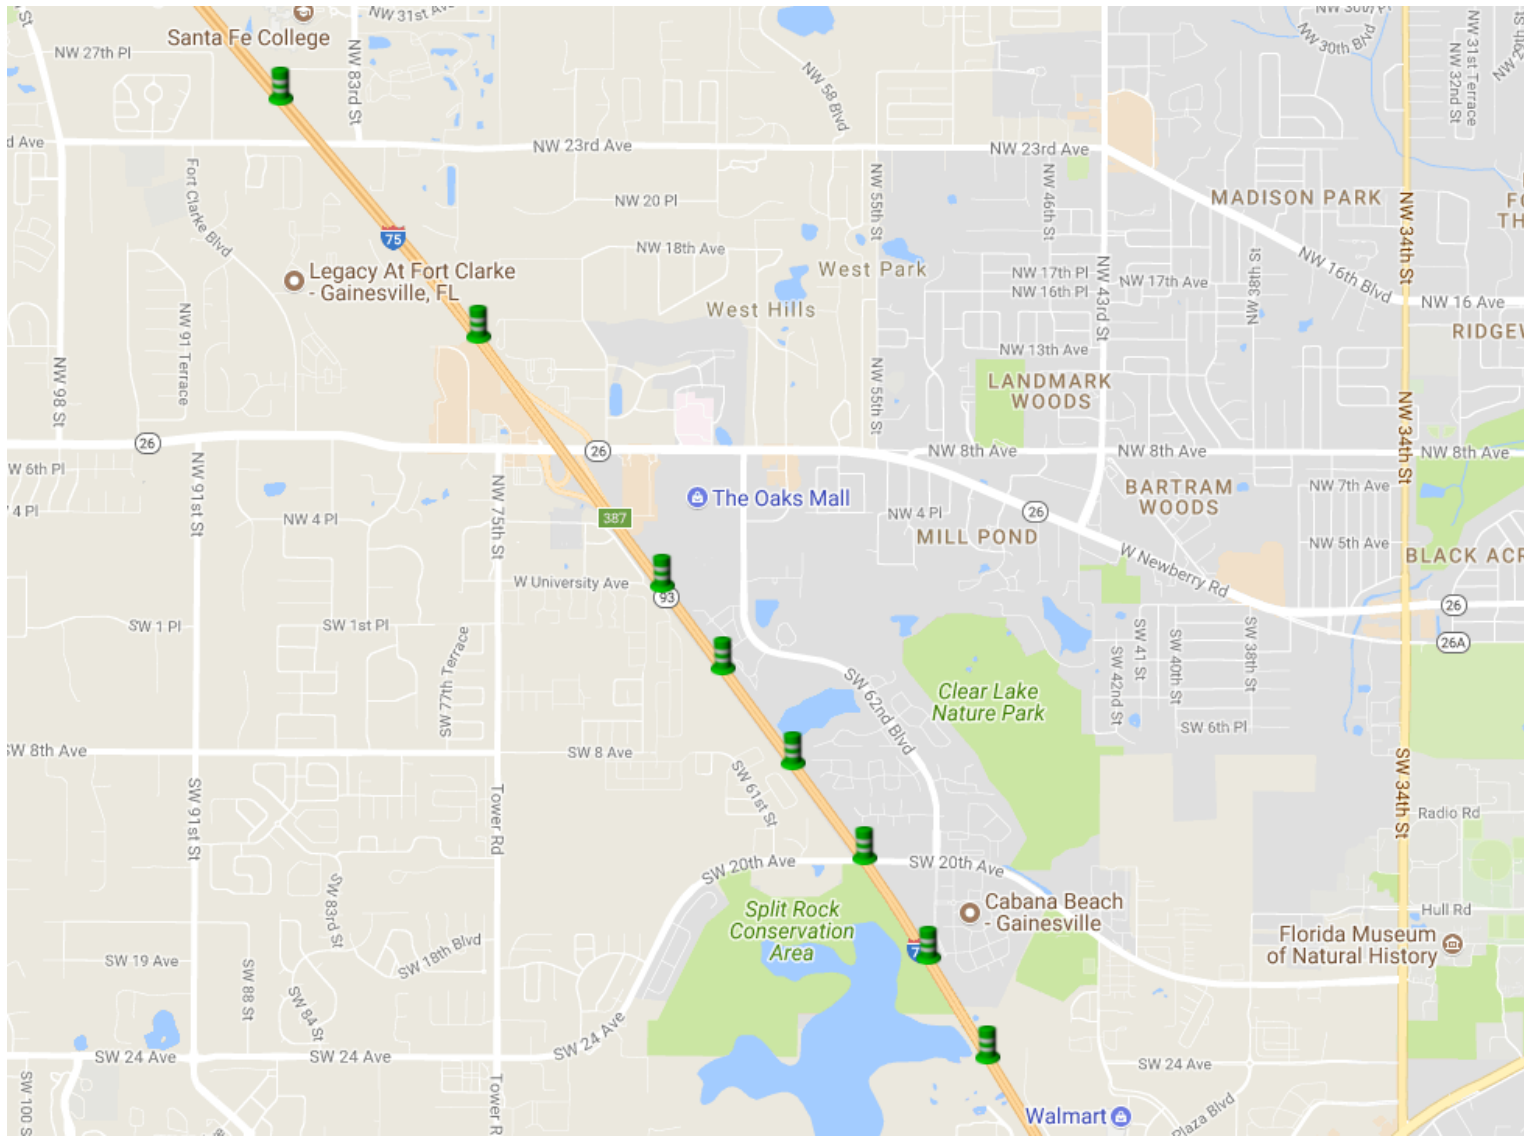 St
NW 31st Ave
Santa Fe College
NW 27th Pl
NW 83rd St
NW 58 Blvd
NW 30th Blvd
NW 31st Terrace
NW 32nd St
NW 29th St
d Ave
NW 23rd Ave
NW 23rd Ave
Fort Clarke Blvd
NW 20 Pl
NW 55th St
NW 46th St
MADISON PARK
NW 34th St
75
NW 18th Ave
West Park
NW 17th Pl
NW 16th Pl
NW 17th Ave
NW 43rd St
NW 38th St
NW 16th Blvd
NW 16 Ave
Legacy At Fort Clarke
- Gainesville, FL
West Hills
NW 91 Terrace
NW 98 St
NW 13th Ave
NW 55th St
LANDMARK
WOODS
NW 34th St
26
26
NW 8th Ave
NW 8th Ave
NW 8th Ave
W 6th Pl
NW 91st St
NW 75th St
The Oaks Mall
4 Pl
NW 4 Pl
387
NW 4 Pl
26
BARTRAM
WOODS
NW 7th Ave
MILL POND
NW 5th Ave
W Newberry Rd
W University Ave
93
26
26A
SW 1 Pl
SW 1st Pl
SW 77th Terrace
SW 62nd Blvd
Clear Lake
Nature Park
SW 42nd St
SW 41 St
SW 40th St
SW 38th St
SW 6th Pl
SW 8th Ave
SW 8 Ave
SW 61st St
SW 34th St
SW 91st St
Tower Rd
Radio Rd
SW 20th Ave
SW 20th Ave
SW 83rd St
Split Rock
Conservation
Area
Cabana Beach
- Gainesville
Hull Rd
Florida Museum
of Natural History
SW 19 Ave
SW 18th Blvd
SW 88 St
SW 84 St
SW 24 Ave
SW 24 Ave
SW 24 Ave
SW 24 Ave
SW 100 S
Tower R
Walmart
Plaza Blvd